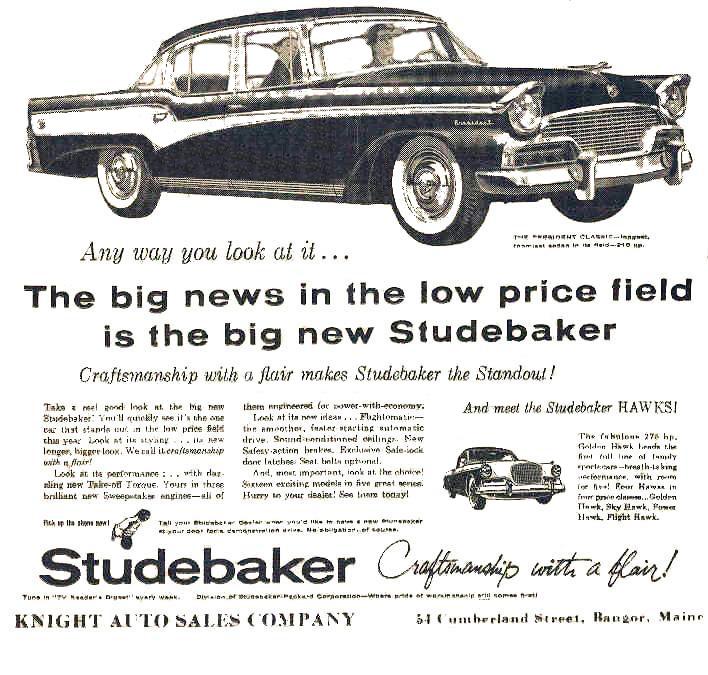 President
THE PRESIDENT CLASSIC—longest,
roomiest sedan in its field—210 hp.
Any way you look at it...
The big news in the low price field
is the big new Studebaker
Craftsmanship with a flair makes Studebaker the Standout!
Take a real good look at the big new
Studebaker! You'll quickly see it's the one
car that stands out in the low price field
this year. Look at its styling . . . its new
longer, bigger look. We call it craftsmanship
with a flair!
Look at its performance . . . with daz-
zling new Take-off Torque. Yours in three
brilliant new Sweepstakes engines—all of
them engineered for power-with-economy.
Look at its new ideas . . . Flightomatic—
the smoother, faster starting automatic
drive. Sound-conditioned ceilings. New
Safety-action brakes. Exclusive Safe-lock
door latches. Seat belts optional.
And, most important, look at the choice!
Sixteen exciting models in five great series.
Hurry to your dealer! See them today!
And meet the Studebaker HAWKS!
The fabulous 275 hp.
Golden Hawk heads the
first full line of family
sportscars—breath-taking
performance, with room
for five! Four Hawks in
four price classes...Golden
Hawk, Sky Hawk, Power
Hawk, Flight Hawk.
Pick up the phone now!
Tell your Studebaker Dealer when you'd like to have a new Studebaker
at your door for a demonstration drive. No obligation, of course.
Studebaker
Craftsmanship with a flair!
Tune in "TV Reader's Digest" every week. Division of Studebaker-Packard Corporation—Where pride of workmanship still comes first!
KNIGHT AUTO SALES COMPANY 54 Cumberland Street, Bangor, Maine